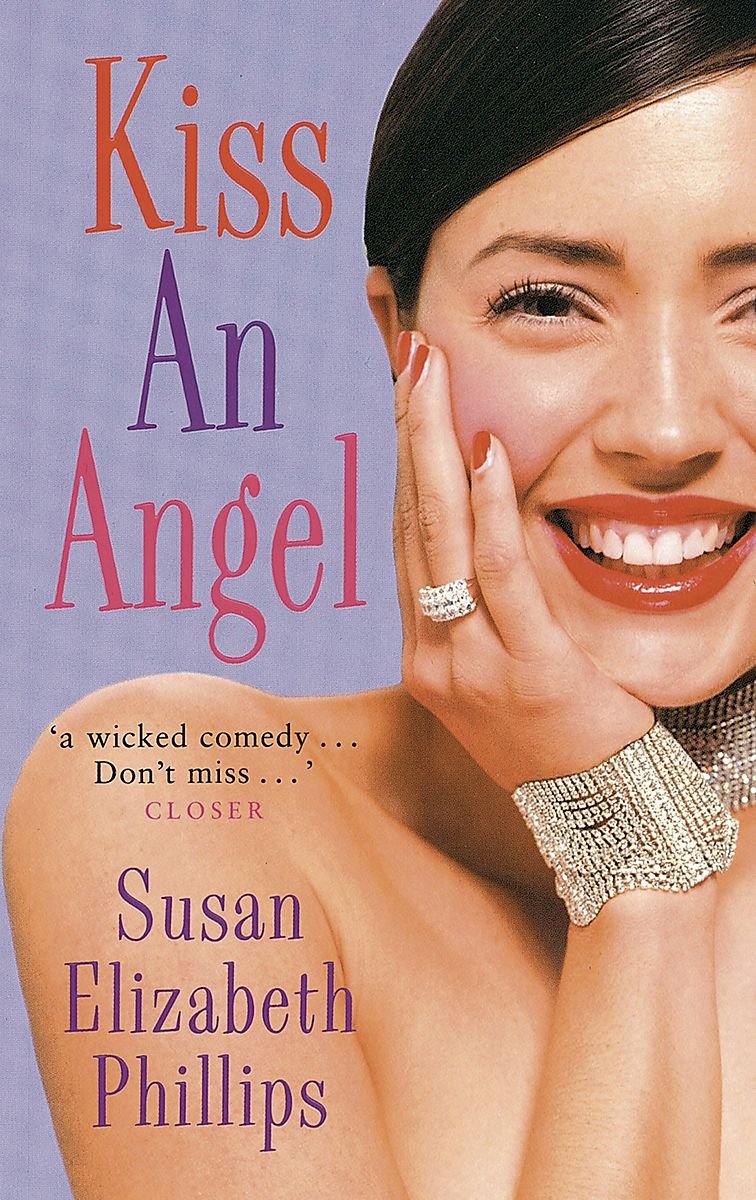 Kiss
An
Angel
‘a wicked comedy . . .
Don’t miss . . .’
CLOSER
Susan
Elizabeth
Phillips